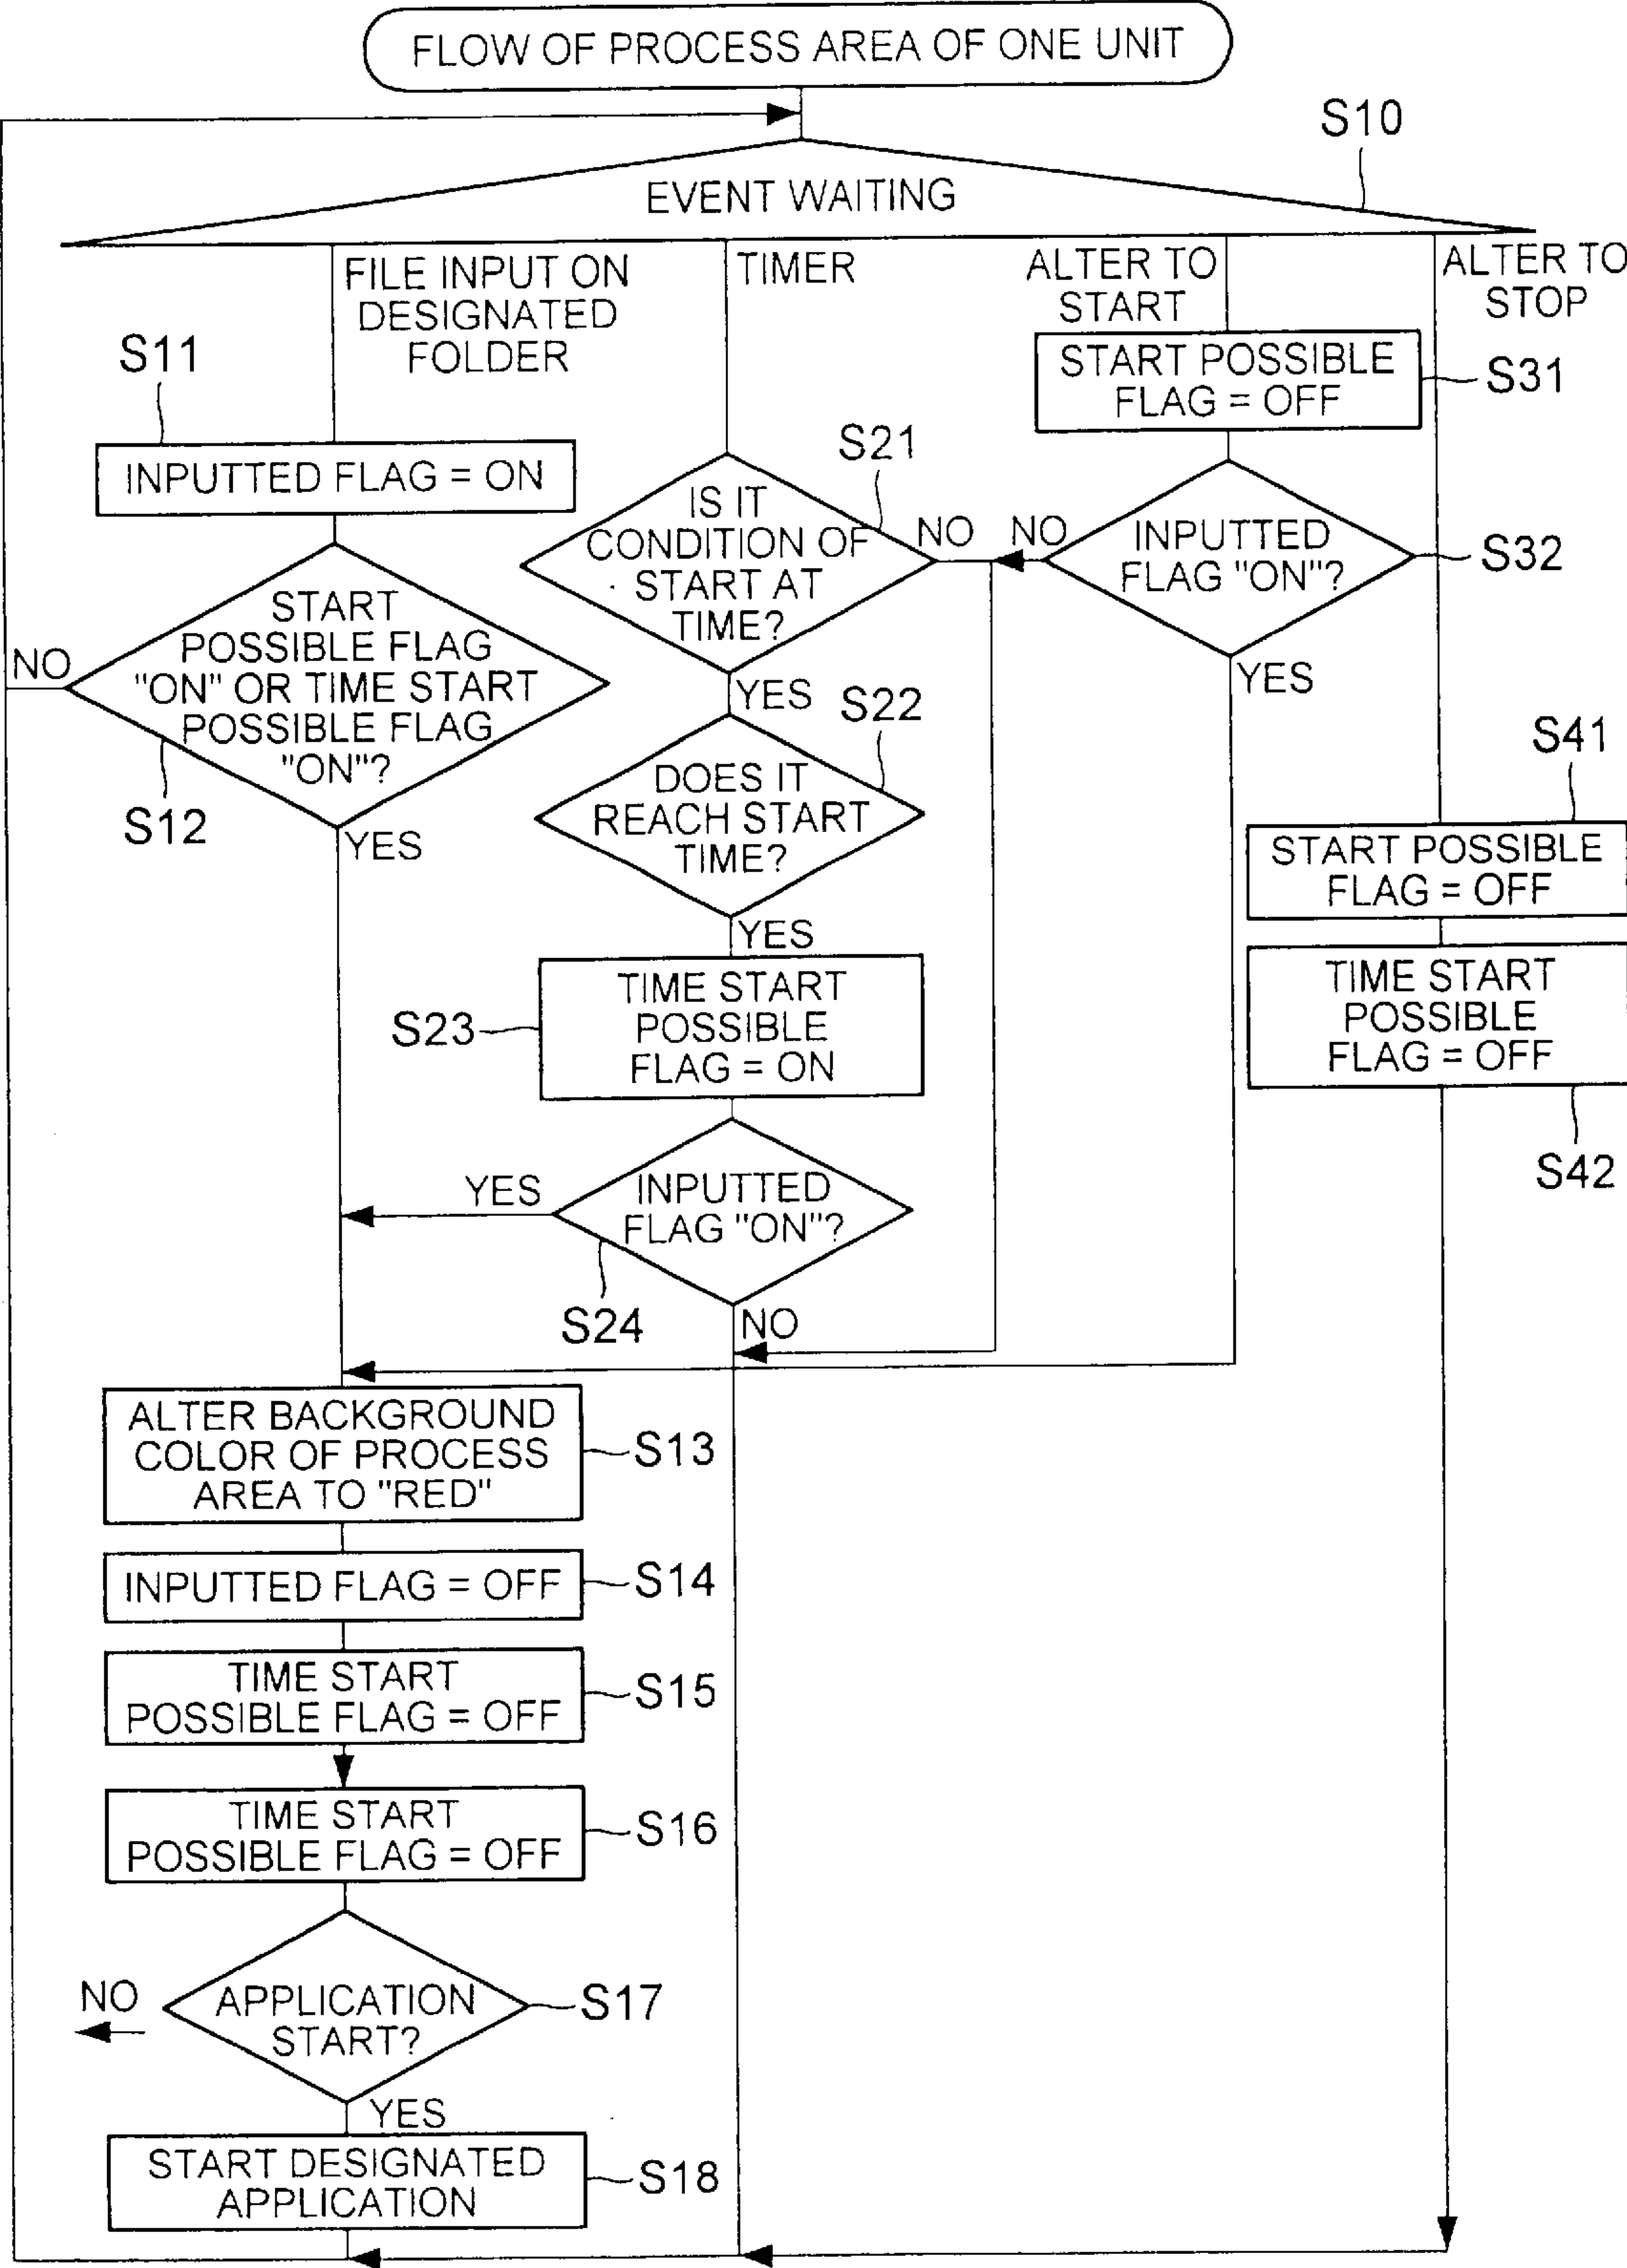 FLOW OF PROCESS AREA OF ONE UNIT
S10
EVENT WAITING
FILE INPUT ON
DESIGNATED
FOLDER
TIMER
ALTER TO
START
ALTER TO
STOP
S11
INPUTTED FLAG = ON
START
POSSIBLE FLAG
"ON" OR TIME START
POSSIBLE FLAG
"ON"?
NO
S12
YES
S21
IS IT
CONDITION OF
START AT
TIME?
NO
YES
S22
DOES IT
REACH START
TIME?
YES
S23
TIME START
POSSIBLE
FLAG = ON
INPUTTED
FLAG "ON"?
YES
S24
NO
START POSSIBLE
FLAG = OFF
S31
INPUTTED
FLAG "ON"?
NO
S32
YES
S41
START POSSIBLE
FLAG = OFF
TIME START
POSSIBLE
FLAG = OFF
S42
ALTER BACKGROUND
COLOR OF PROCESS
AREA TO "RED"
S13
INPUTTED FLAG = OFF
S14
TIME START
POSSIBLE FLAG = OFF
S15
TIME START
POSSIBLE FLAG = OFF
S16
APPLICATION
START?
S17
NO
YES
START DESIGNATED
APPLICATION
S18